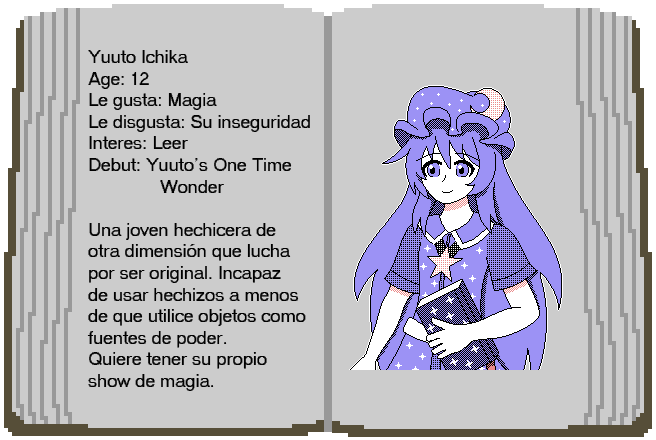 Yuuto Ichika
Age: 12
Le gusta: Magia
Le disgusta: Su inseguridad
Interes: Leer
Debut: Yuuto's One Time
Wonder
Una joven hechicera de
otra dimensión que lucha
por ser original. Incapaz
de usar hechizos a menos
de que utilice objetos como
fuentes de poder.
Quiere tener su propio
show de magia.